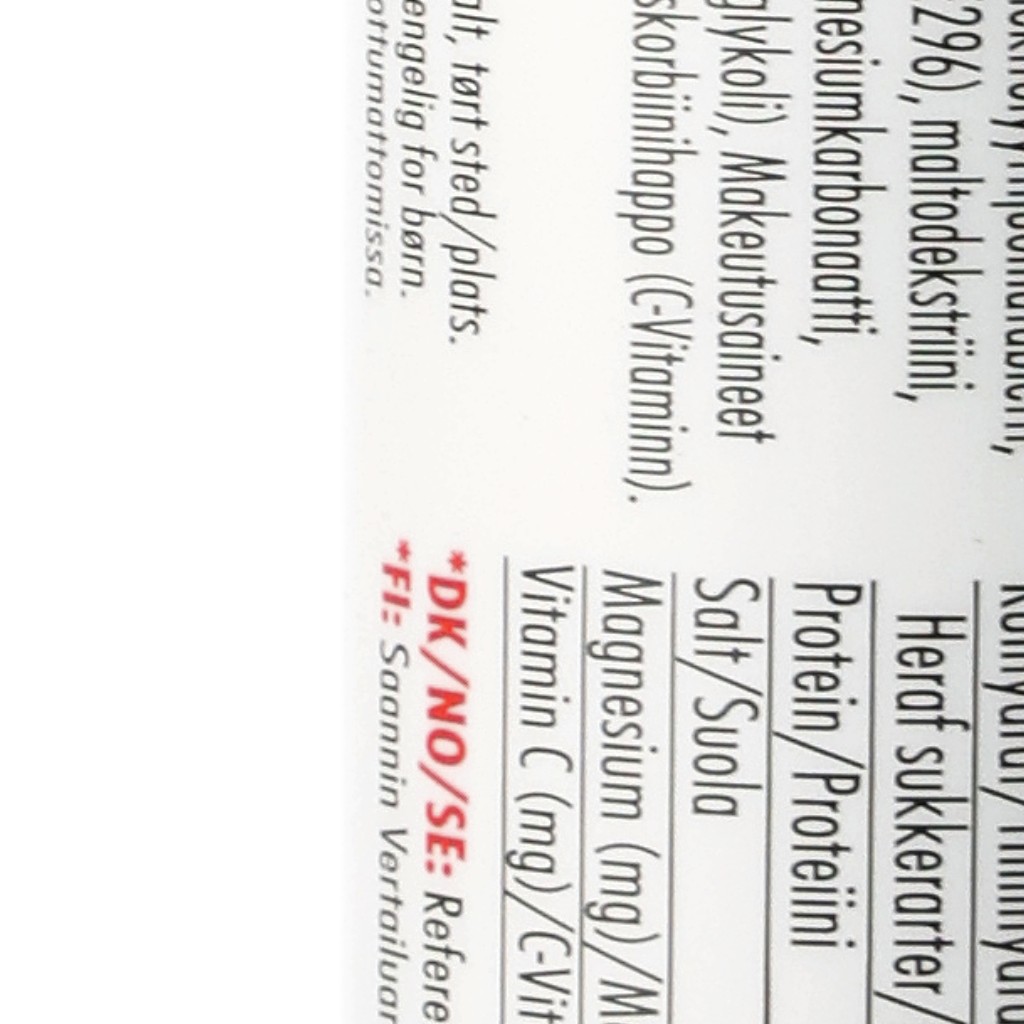 296), maltodekstriini,
nesiumkarbonaatti,
glykoli), Makeutusaineet
skorbiinihappo (C-Vitaminn).
alt, tørt sted/plats.
engelig for børn.
ottumattomissa.
Heraf sukkerarter/
Protein/Proteiini
Salt/Suola
Magnesium (mg)/M
Vitamin C (mg)/C-Vit
*DK/NO/SE: Refere
*FI: Saannin Vertailuar